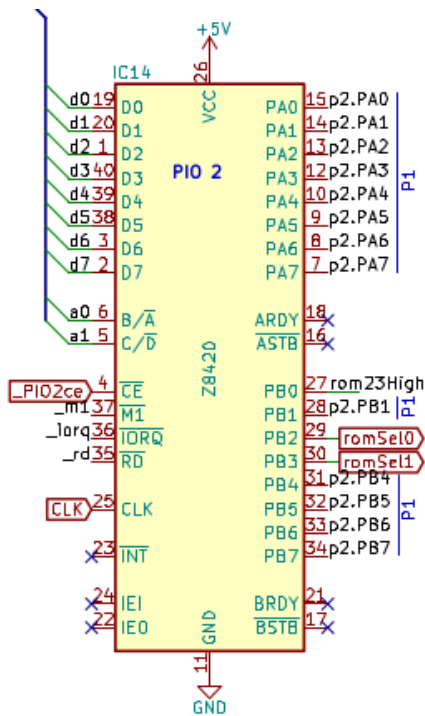 +5V
IC14
26
VCC
d0 19 D0 PA0 15 p2.PA0
d1 20 D1 PA1 14 p2.PA1
d2 1 D2 PA2 13 p2.PA2
PIO 2
d3 40 D3 PA3 12 p2.PA3
P1
d4 39 D4 PA4 10 p2.PA4
d5 38 D5 PA5 9 p2.PA5
d6 3 D6 PA6 8 p2.PA6
d7 2 D7 PA7 7 p2.PA7
a0 6 B/A ARDY 18
a1 5 C/D ASTB 16
Z8420
_PIO2ce 4 CE PB0 27 rom23High
_m1 37 M1 PB1 28 p2.PB1 P1
_Iorq 36 IORQ PB2 29 romSel0
_rd 35 RD PB3 30 romSel1
PB4 31 p2.PB4
CLK 25 CLK PB5 32 p2.PB5
P1
PB6 33 p2.PB6
23 INT PB7 34 p2.PB7
24 IEI BRDY 21
22 IEO BSTB 17
GND
11
GND